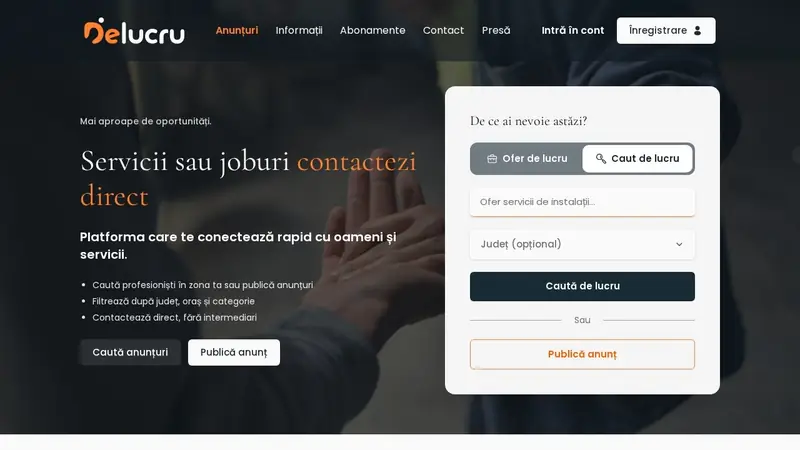 Delucru
Anunțuri
Informații
Abonamente
Contact
Presă
Intră în cont
Înregistrare
Mai aproape de oportunități.
Servicii sau joburi contactezi
direct
Platforma care te conectează rapid cu oameni și
servicii.
• Caută profesioniști în zona ta sau publică anunțuri
• Filtrează după județ, oraș și categorie
• Contactează direct, fără intermediari
Caută anunțuri
Publică anunț
De ce ai nevoie astăzi?
Ofer de lucru
Caut de lucru
Ofer servicii de instalații...
Județ (opțional)
Caută de lucru
Sau
Publică anunț